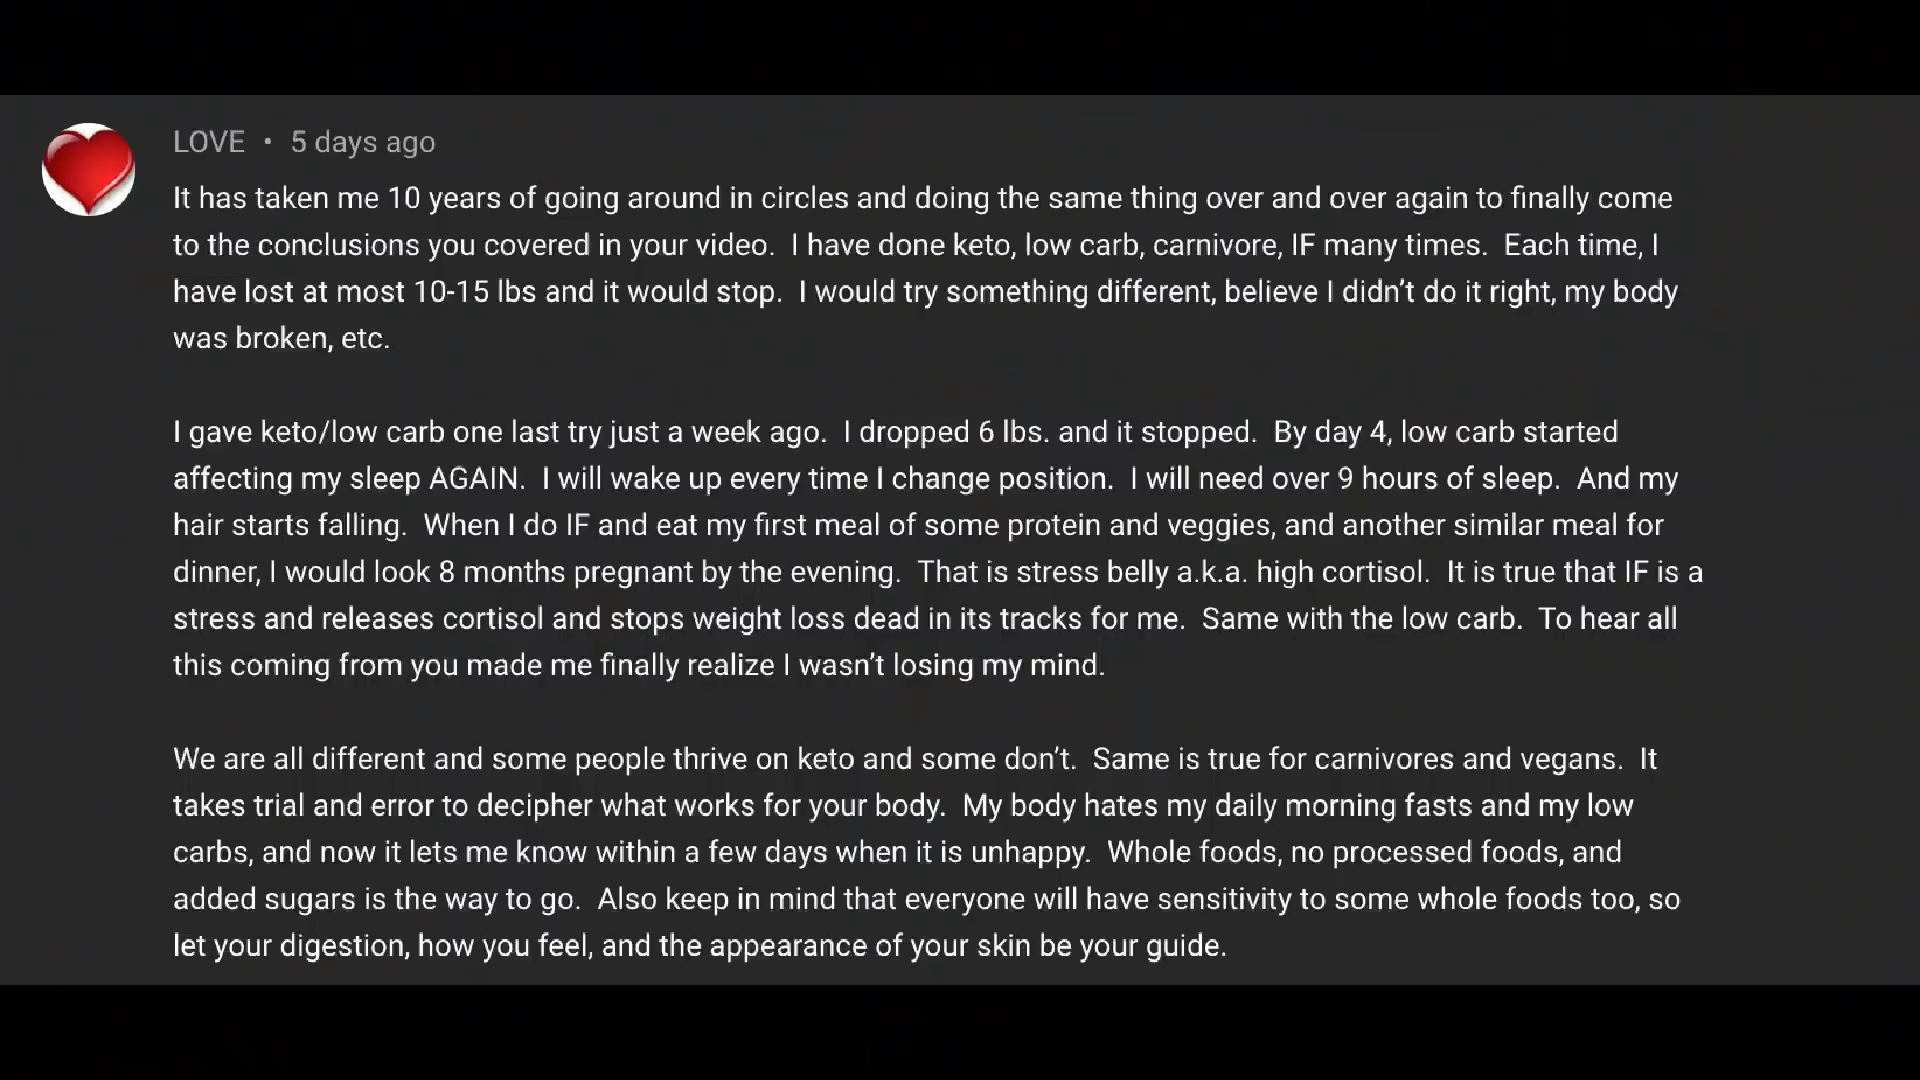 LOVE • 5 days ago
It has taken me 10 years of going around in circles and doing the same thing over and over again to finally come
to the conclusions you covered in your video.  I have done keto, low carb, carnivore, IF many times.  Each time, I
have lost at most 10-15 lbs and it would stop.  I would try something different, believe I didn’t do it right, my body
was broken, etc.
I gave keto/low carb one last try just a week ago.  I dropped 6 lbs. and it stopped.  By day 4, low carb started
affecting my sleep AGAIN.  I will wake up every time I change position.  I will need over 9 hours of sleep.  And my
hair starts falling.  When I do IF and eat my first meal of some protein and veggies, and another similar meal for
dinner, I would look 8 months pregnant by the evening.  That is stress belly a.k.a. high cortisol.  It is true that IF is a
stress and releases cortisol and stops weight loss dead in its tracks for me.  Same with the low carb.  To hear all
this coming from you made me finally realize I wasn’t losing my mind.
We are all different and some people thrive on keto and some don’t.  Same is true for carnivores and vegans.  It
takes trial and error to decipher what works for your body.  My body hates my daily morning fasts and my low
carbs, and now it lets me know within a few days when it is unhappy.  Whole foods, no processed foods, and
added sugars is the way to go.  Also keep in mind that everyone will have sensitivity to some whole foods too, so
let your digestion, how you feel, and the appearance of your skin be your guide.